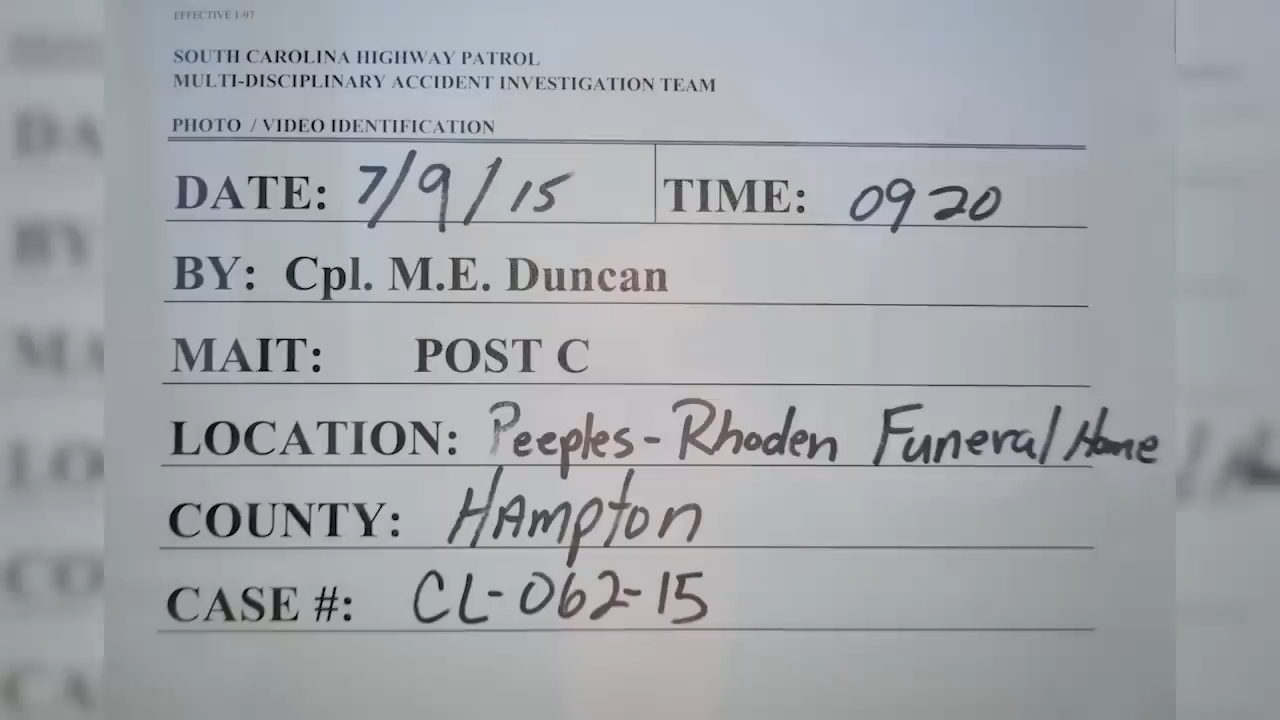 EFFECTIVE 1-97
SOUTH CAROLINA HIGHWAY PATROL
MULTI-DISCIPLINARY ACCIDENT INVESTIGATION TEAM
PHOTO / VIDEO IDENTIFICATION
DATE: 7/9/15 TIME: 0920
BY: Cpl. M.E. Duncan
MAIT: POST C
LOCATION: Peeples-Rhoden Funeral Home
COUNTY: HAmpton
CASE #: CL-062-15